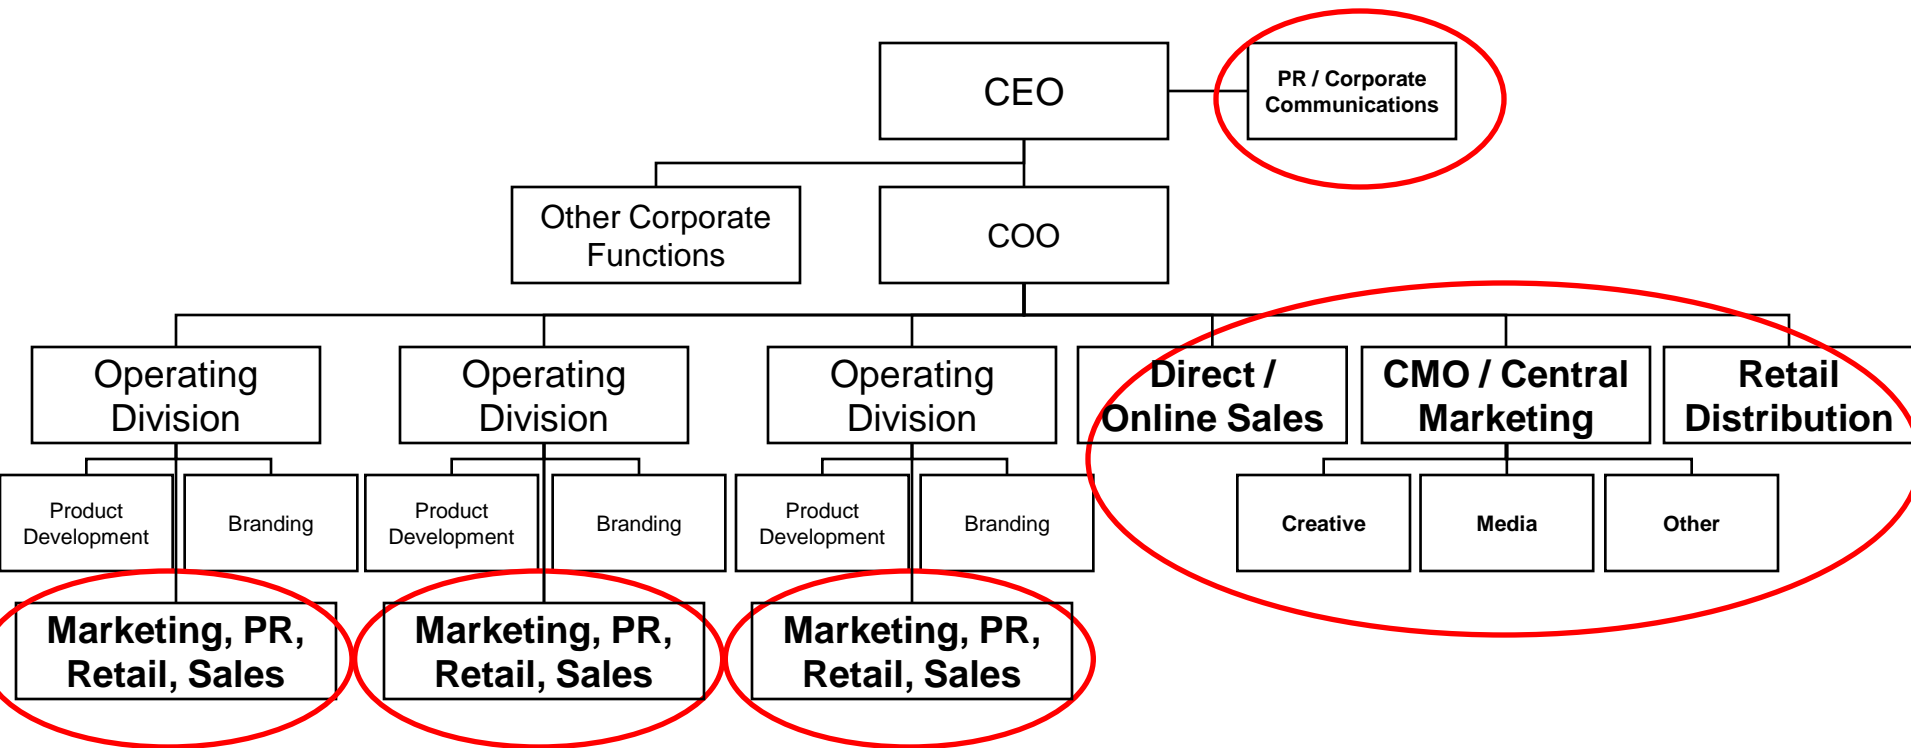 CEO
PR / Corporate
Communications
Other Corporate
Functions
COO
Operating
Division
Operating
Division
Operating
Division
Direct /
Online Sales
CMO / Central
Marketing
Retail
Distribution
Product
Development
Branding
Product
Development
Branding
Product
Development
Branding
Creative
Media
Other
Marketing, PR,
Retail, Sales
Marketing, PR,
Retail, Sales
Marketing, PR,
Retail, Sales